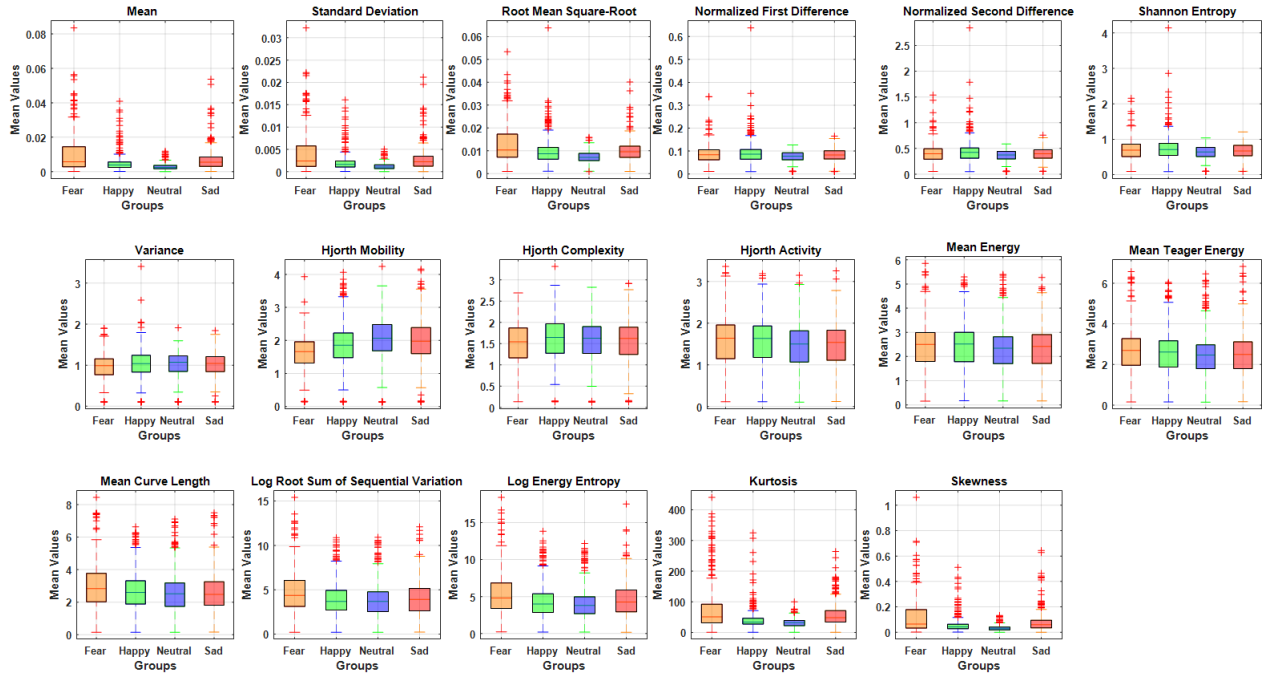 Mean
Standard Deviation
Root Mean Square-Root
Normalized First Difference
Normalized Second Difference
Shannon Entropy
Mean Values
0.08
0.06
0.04
0.02
0
Fear Happy Neutral Sad
Groups
Mean Values
0.03
0.025
0.02
0.015
0.01
0.005
0
Fear Happy Neutral Sad
Groups
Mean Values
0.06
0.05
0.04
0.03
0.02
0.01
0
Fear Happy Neutral Sad
Groups
Mean Values
0.6
0.5
0.4
0.3
0.2
0.1
0
Fear Happy Neutral Sad
Groups
Mean Values
2.5
2
1.5
1
0.5
0
Fear Happy Neutral Sad
Groups
Mean Values
4
3
2
1
0
Fear Happy Neutral Sad
Groups
Variance
Hjorth Mobility
Hjorth Complexity
Hjorth Activity
Mean Energy
Mean Teager Energy
Mean Values
3
2
1
0
Fear Happy Neutral Sad
Groups
Mean Values
4
3
2
1
0
Fear Happy Neutral Sad
Groups
Mean Values
3
2.5
2
1.5
1
0.5
0
Fear Happy Neutral Sad
Groups
Mean Values
3
2
1
0
Fear Happy Neutral Sad
Groups
Mean Values
6
5
4
3
2
1
0
Fear Happy Neutral Sad
Groups
Mean Values
6
4
2
0
Fear Happy Neutral Sad
Groups
Mean Curve Length
Log Root Sum of Sequential Variation
Log Energy Entropy
Kurtosis
Skewness
Mean Values
8
6
4
2
0
Fear Happy Neutral Sad
Groups
Mean Values
15
10
5
0
Fear Happy Neutral Sad
Groups
Mean Values
15
10
5
0
Fear Happy Neutral Sad
Groups
Mean Values
400
300
200
100
0
Fear Happy Neutral Sad
Groups
Mean Values
1
0.8
0.6
0.4
0.2
0
Fear Happy Neutral Sad
Groups